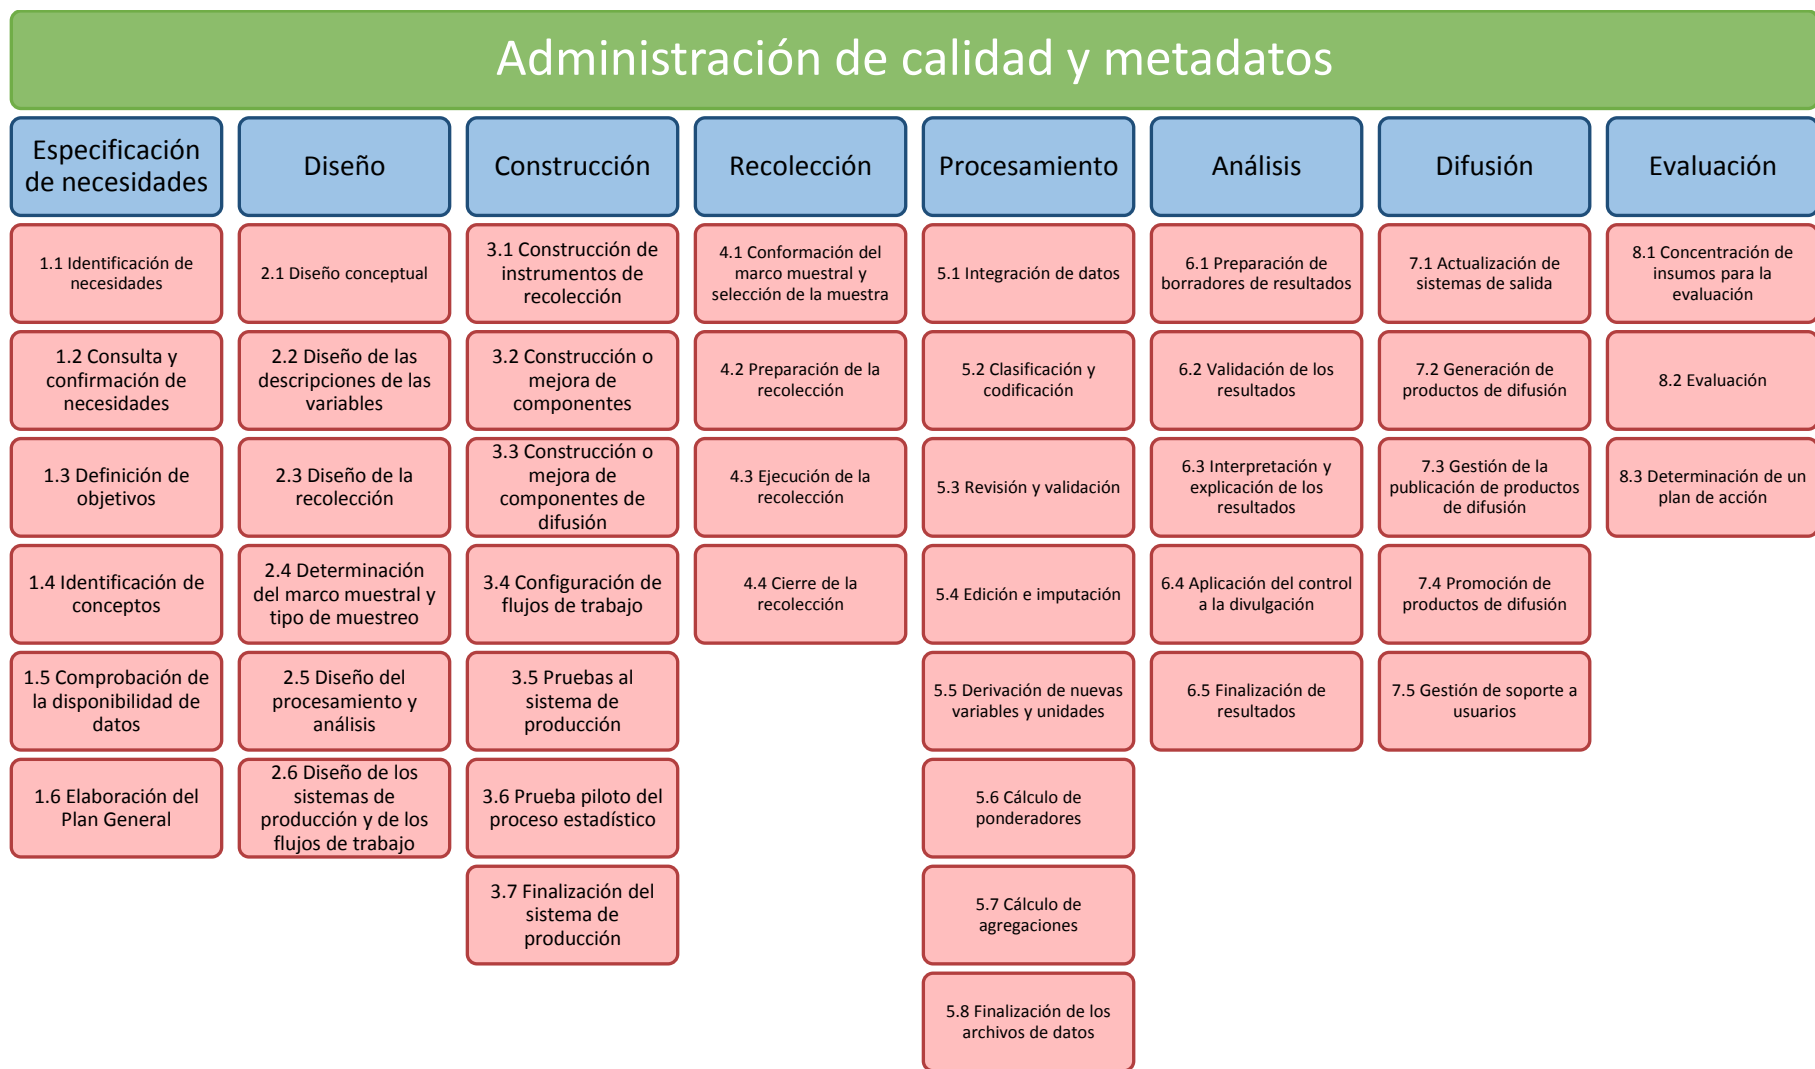 Administración de calidad y metadatos
Especificación
de necesidades
Diseño
Construcción
Recolección
Procesamiento
Análisis
Difusión
Evaluación
1.1 Identificación de
necesidades
2.1 Diseño conceptual
3.1 Construcción de
instrumentos de
recolección
4.1 Conformación del
marco muestral y
selección de la muestra
5.1 Integración de datos
6.1 Preparación de
borradores de resultados
7.1 Actualización de
sistemas de salida
8.1 Concentración de
insumos para la
evaluación
1.2 Consulta y
confirmación de
necesidades
2.2 Diseño de las
descripciones de las
variables
3.2 Construcción o
mejora de
componentes
4.2 Preparación de la
recolección
5.2 Clasificación y
codificación
6.2 Validación de los
resultados
7.2 Generación de
productos de difusión
8.2 Evaluación
1.3 Definición de
objetivos
2.3 Diseño de la
recolección
3.3 Construcción o
mejora de
componentes de
difusión
4.3 Ejecución de la
recolección
5.3 Revisión y validación
6.3 Interpretación y
explicación de los
resultados
7.3 Gestión de la
publicación de productos
de difusión
8.3 Determinación de un
plan de acción
1.4 Identificación de
conceptos
2.4 Determinación
del marco muestral y
tipo de muestreo
3.4 Configuración de
flujos de trabajo
4.4 Cierre de la
recolección
5.4 Edición e imputación
6.4 Aplicación del control
a la divulgación
7.4 Promoción de
productos de difusión
1.5 Comprobación de
la disponibilidad de
datos
2.5 Diseño del
procesamiento y
análisis
3.5 Pruebas al
sistema de
producción
5.5 Derivación de nuevas
variables y unidades
6.5 Finalización de
resultados
7.5 Gestión de soporte a
usuarios
1.6 Elaboración del
Plan General
2.6 Diseño de los
sistemas de
producción y de los
flujos de trabajo
3.6 Prueba piloto del
proceso estadístico
5.6 Cálculo de
ponderadores
3.7 Finalización del
sistema de
producción
5.7 Cálculo de
agregaciones
5.8 Finalización de los
archivos de datos